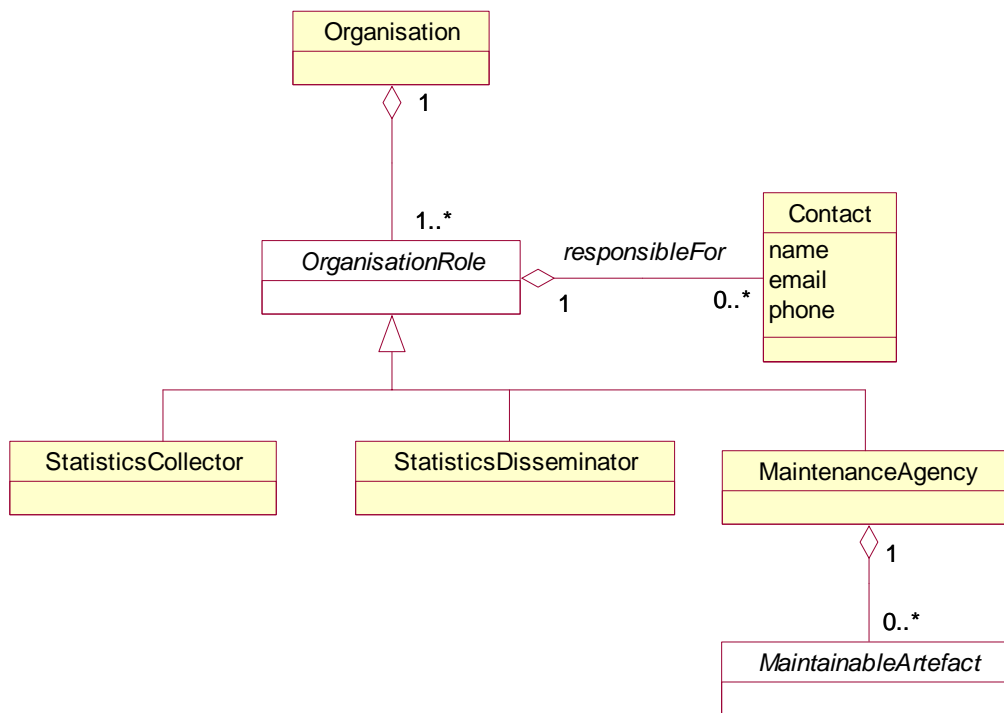 Organisation
1
1..*
OrganisationRole
responsibleFor
1
0..*
Contact
name
email
phone
StatisticsCollector
StatisticsDisseminator
MaintenanceAgency
1
0..*
MaintainableArtefact